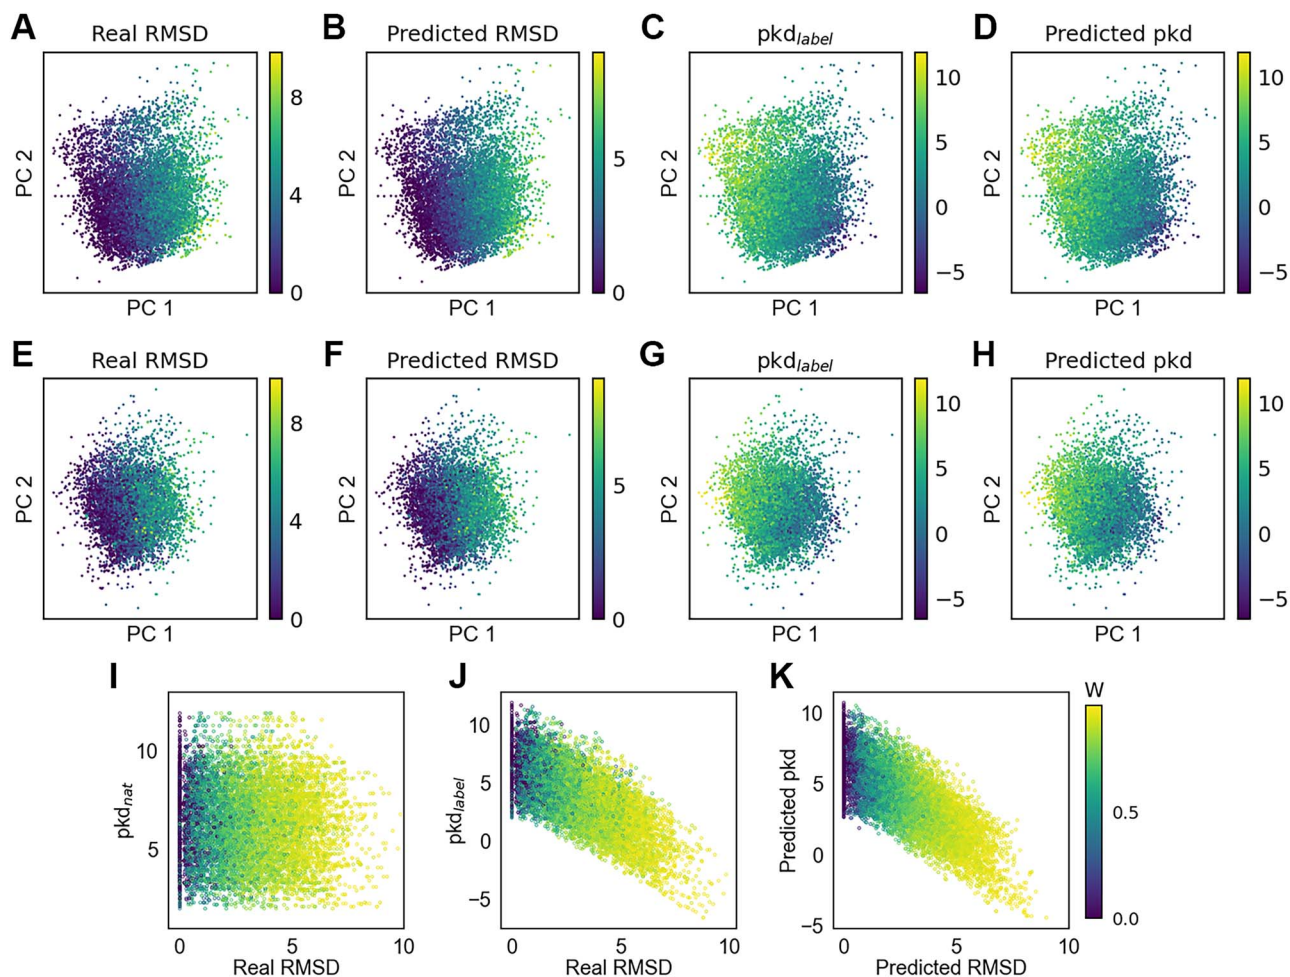 A Real RMSD
PC 2
PC 1
8
4
0
B Predicted RMSD
PC 2
PC 1
5
0
C pkd_label
PC 2
PC 1
10
5
0
−5
D Predicted pkd
PC 2
PC 1
10
5
0
−5
E Real RMSD
PC 2
PC 1
8
4
0
F Predicted RMSD
PC 2
PC 1
5
0
G pkd_label
PC 2
PC 1
10
5
0
−5
H Predicted pkd
PC 2
PC 1
10
5
0
−5
I
pkd_nat
10
5
0 5 10
Real RMSD
J
pkd_label
10
5
0
−5
0 5 10
Real RMSD
K
Predicted pkd
10
5
0
−5
0 5 10
Predicted RMSD
W
0.5
0.0